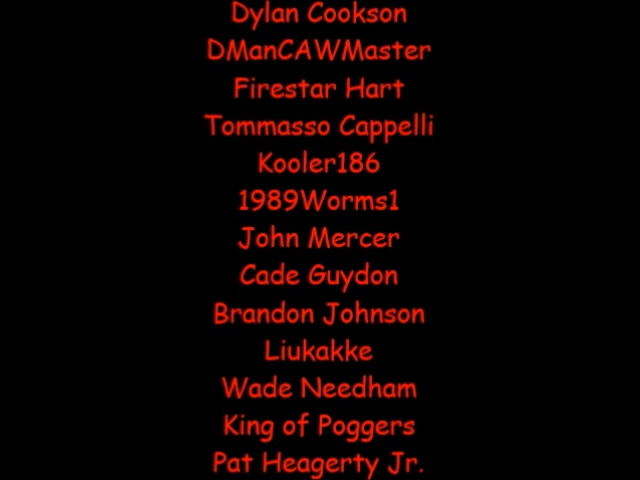 Dylan Cookson
DManCAWMaster
Firestar Hart
Tommasso Cappelli
Kooler186
1989Worms1
John Mercer
Cade Guydon
Brandon Johnson
Liukakke
Wade Needham
King of Poggers
Pat Heagerty Jr.